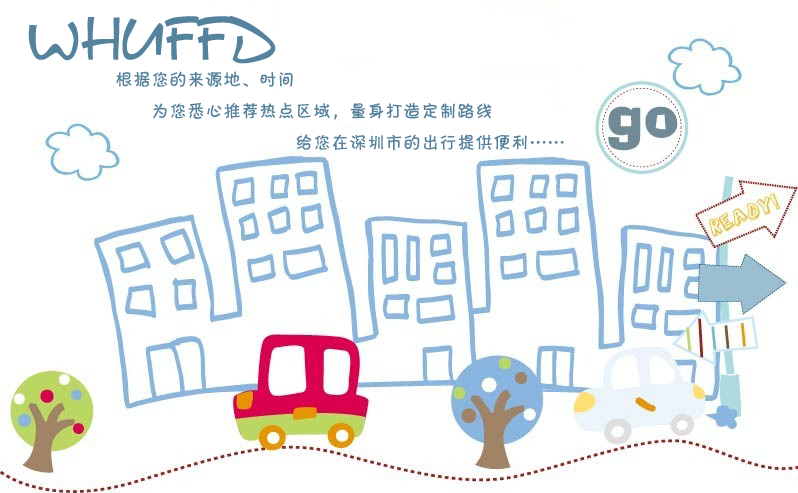 WHUFFD
根据您的来源地、时间
为您悉心推荐热点区域，量身打造定制路线
给您在深圳市的出行提供便利……
go
READY!